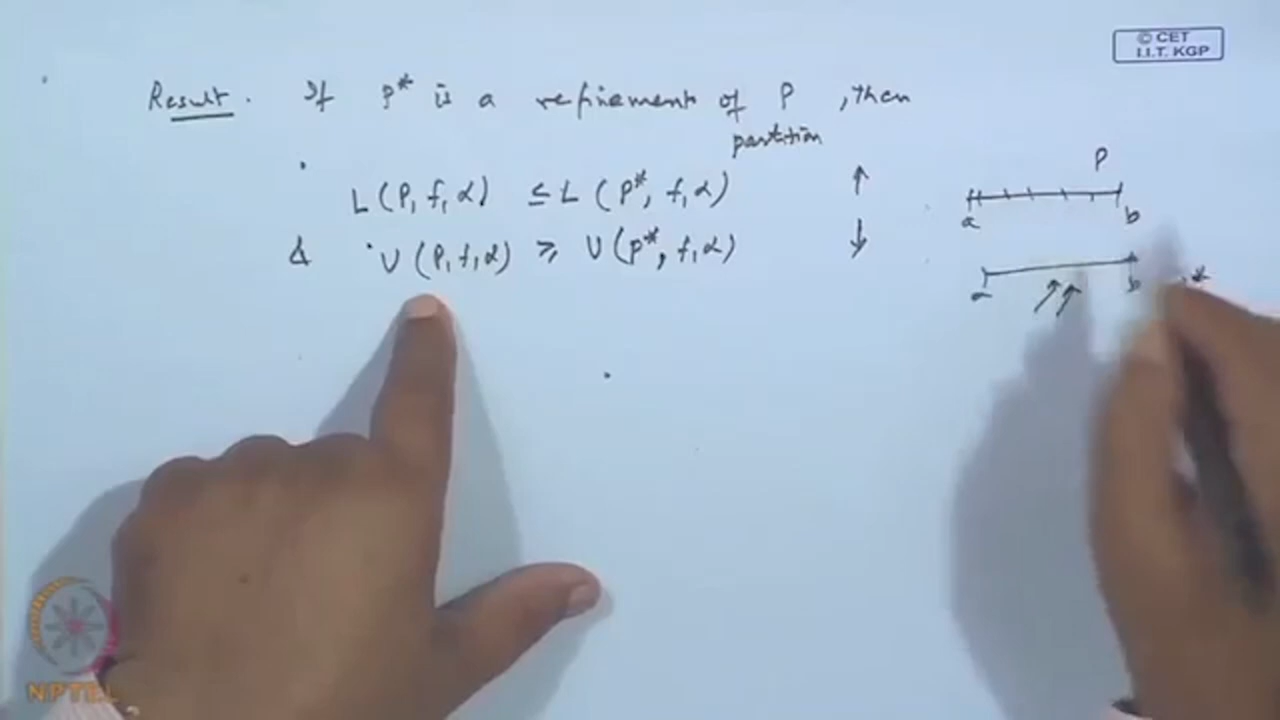 © CET
I.I.T. KGP
Result. If P* is a refinement of P, then
partition
L(P, f, α) ≤ L(P*, f, α) ↑
& U(P, f, α) ≥ U(P*, f, α) ↓
P
a b
a b
NPTEL